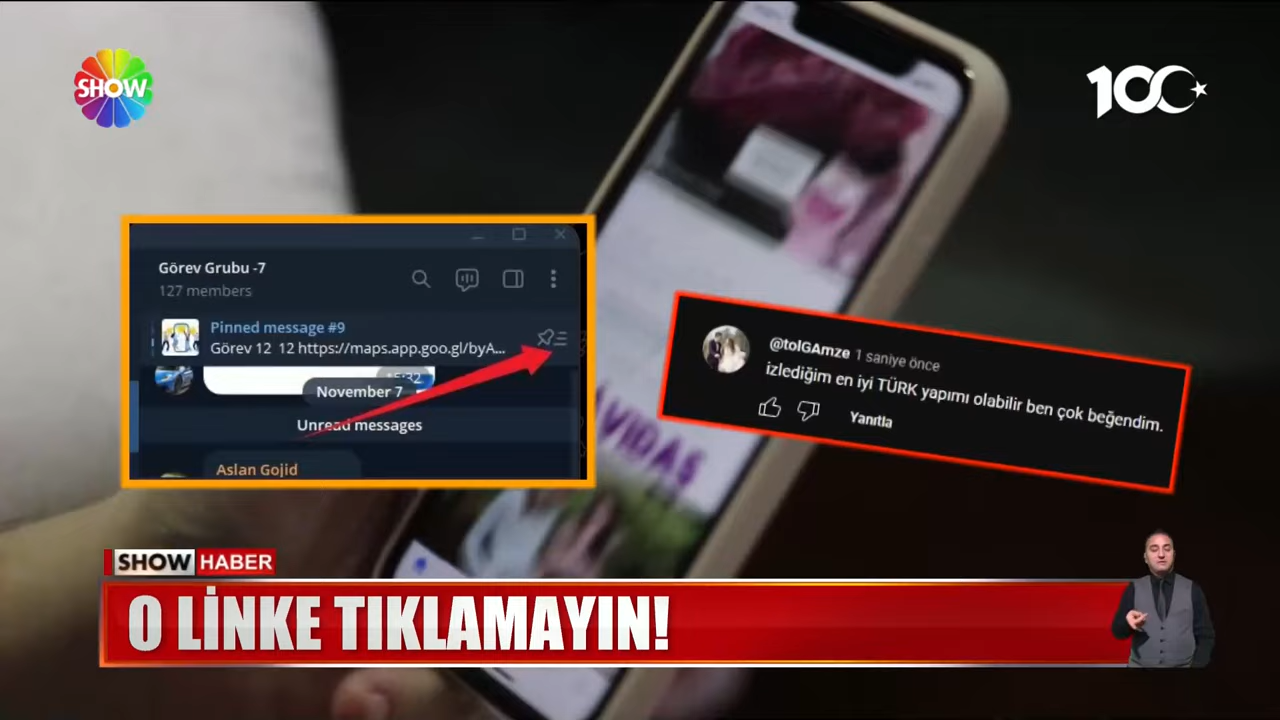 SHOW
100
Görev Grubu -7
127 members
Pinned message #9
Görev 12 12 https://maps.app.goo.gl/byA...
November 7
Unread messages
Aslan Gojid
@tolGAmze 1 saniye önce
izlediğim en iyi TÜRK yapımı olabilir ben çok beğendim.
Yanıtla
SHOW HABER
O LİNKE TIKLAMAYIN!